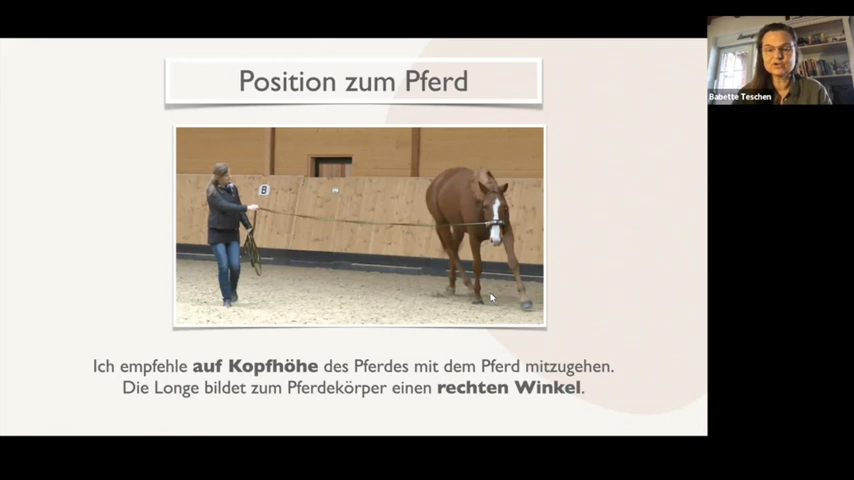 Position zum Pferd
Babette Teschen
B
Ich empfehle auf Kopfhöhe des Pferdes mit dem Pferd mitzugehen.
Die Longe bildet zum Pferdekörper einen rechten Winkel.